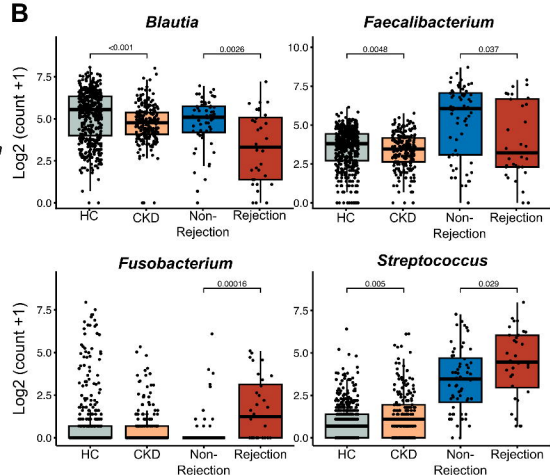 B
Blautia
Faecalibacterium
<0.001
0.0026
0.0048
0.037
Log2 (count +1)
7.5
5.0
2.5
0.0
10.0
7.5
5.0
2.5
0.0
HC
CKD
Non-
Rejection
Rejection
HC
CKD
Non-
Rejection
Rejection
Fusobacterium
Streptococcus
0.00016
0.005
0.029
Log2 (count +1)
7.5
5.0
2.5
0.0
7.5
5.0
2.5
0.0
HC
CKD
Non-
Rejection
Rejection
HC
CKD
Non-
Rejection
Rejection